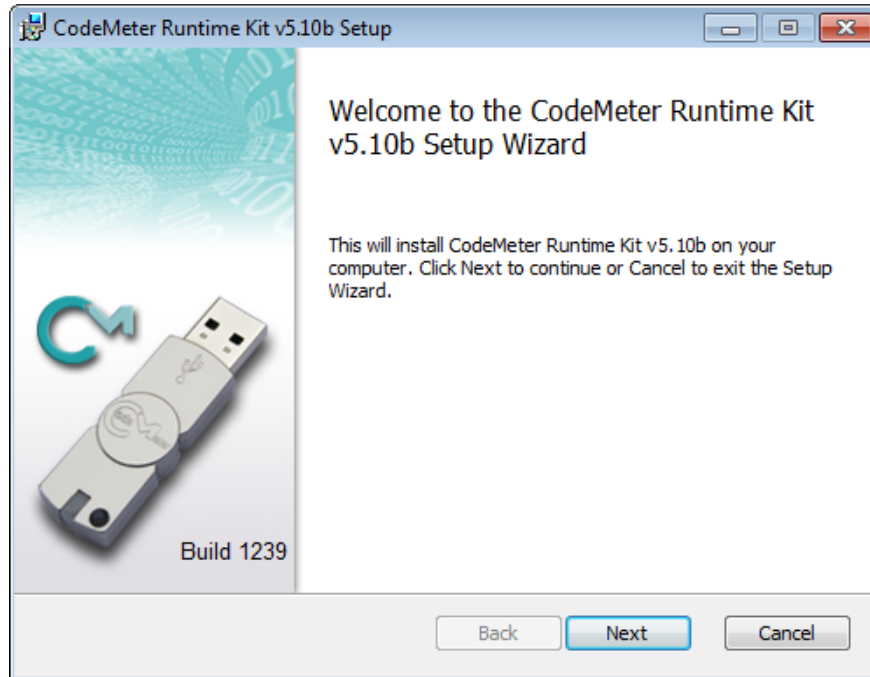 CodeMeter Runtime Kit v5.10b Setup
Welcome to the CodeMeter Runtime Kit
v5.10b Setup Wizard
This will install CodeMeter Runtime Kit v5.10b on your
computer. Click Next to continue or Cancel to exit the Setup
Wizard.
Build 1239
Back
Next
Cancel